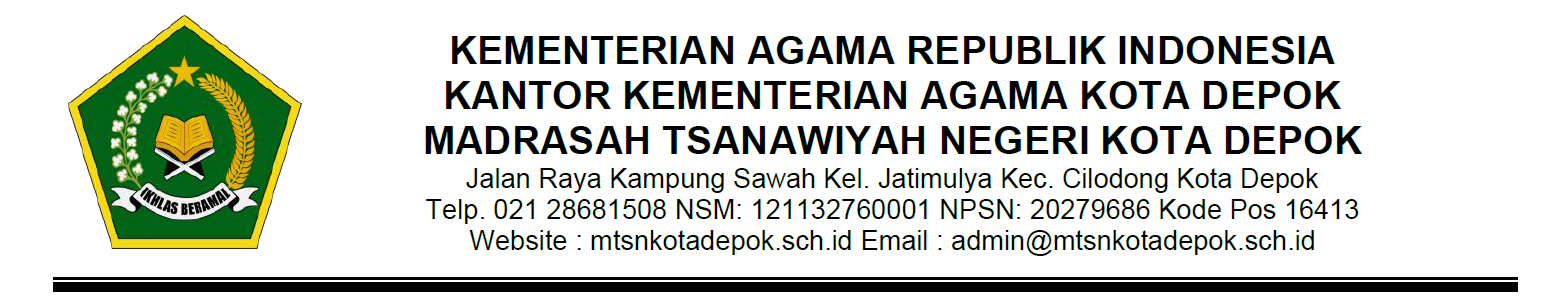 KEMENTERIAN AGAMA REPUBLIK INDONESIA
KANTOR KEMENTERIAN AGAMA KOTA DEPOK
MADRASAH TSANAWIYAH NEGERI KOTA DEPOK
Jalan Raya Kampung Sawah Kel. Jatimulya Kec. Cilodong Kota Depok
Telp. 021 28681508 NSM: 121132760001 NPSN: 20279686 Kode Pos 16413
Website : mtsnkotadepok.sch.id Email : admin@mtsnkotadepok.sch.id
IKHLAS BERAMAL